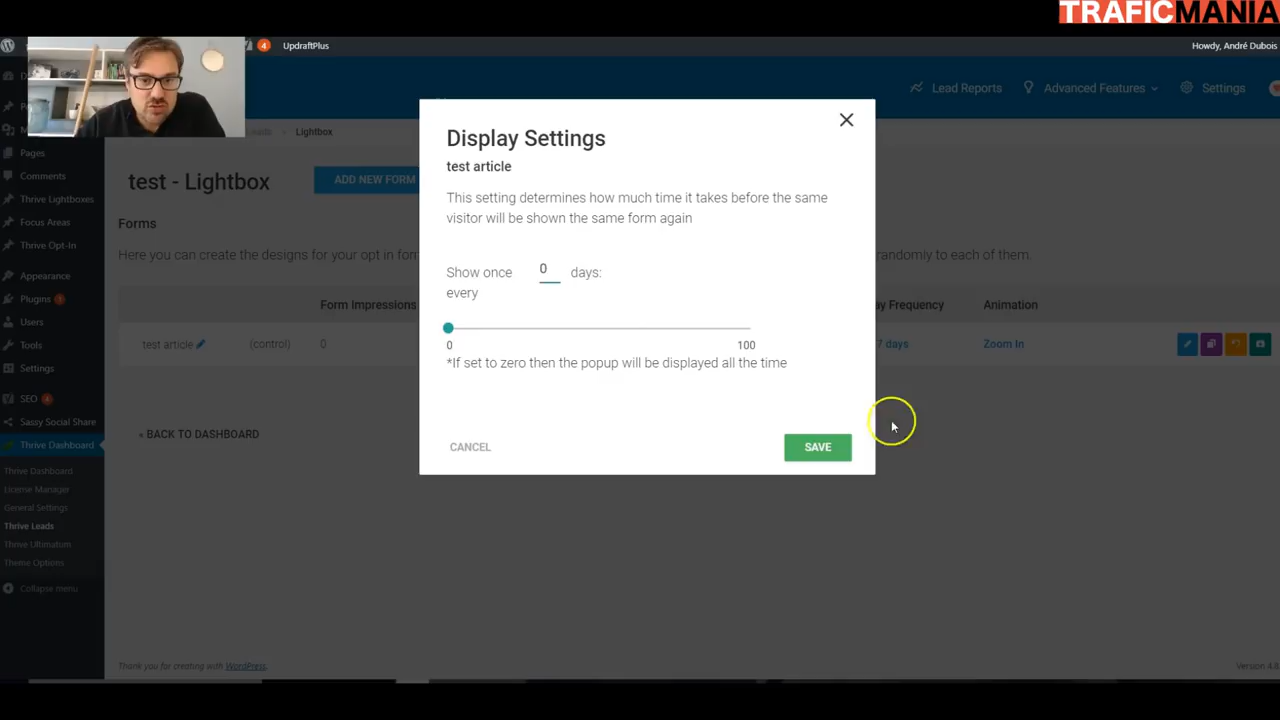 TRAFICMANIA
4
UpdraftPlus
Howdy, André Dubois
Lead Reports
Advanced Features
Settings
Lightbox
Pages
Comments
Thrive Lightboxes
Focus Areas
Thrive Opt-In
Appearance
Plugins
Users
Tools
Settings
SEO 4
Sassy Social Share
Thrive Dashboard
Thrive Dashboard
License Manager
General Settings
Thrive Leads
Thrive Ultimatum
Theme Options
Collapse menu
test - Lightbox
ADD NEW FORM
Forms
Here you can create the designs for your opt in for
randomly to each of them.
Form Impressions
y Frequency
Animation
test article
(control)
0
7 days
Zoom In
« BACK TO DASHBOARD
Display Settings
test article
This setting determines how much time it takes before the same
visitor will be shown the same form again
Show once
every
0
days:
0
100
*If set to zero then the popup will be displayed all the time
CANCEL
SAVE
Thank you for creating with WordPress.
Version 4.